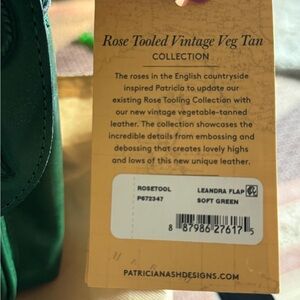 Rose Tooled Vintage Veg Tan
COLLECTION
The roses in the English countryside
inspired Patricia to update our
existing Rose Tooling Collection with
our new vintage vegetable-tanned
leather. The collection showcases the
incredible details from embossing and
debossing that creates lovely highs
and lows of this new unique leather.
ROSETOOL LEANDRA FLAP
P672347 SOFT GREEN
8 87986 27617 5
PATRICIANASHDESIGNS.COM